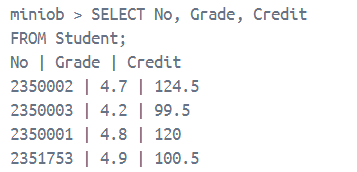 miniob > SELECT No, Grade, Credit
FROM Student;
No | Grade | Credit
2350002 | 4.7 | 124.5
2350003 | 4.2 | 99.5
2350001 | 4.8 | 120
2351753 | 4.9 | 100.5